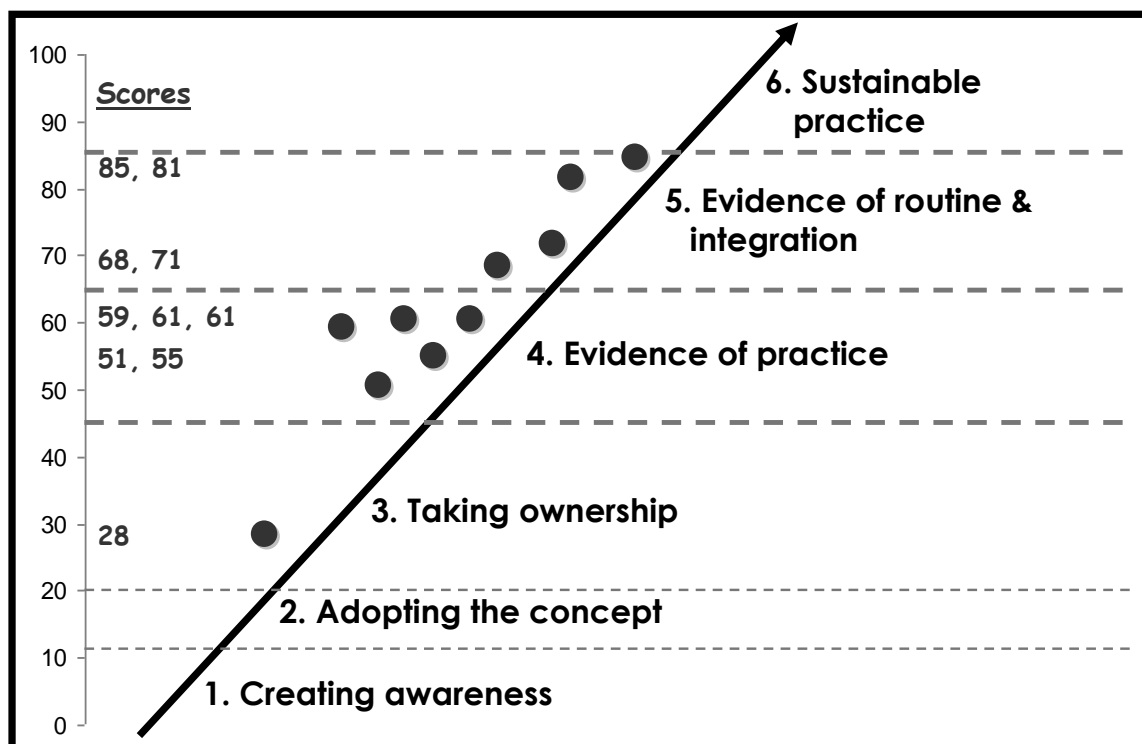 100
90
80
70
60
50
40
30
20
10
0
Scores
85, 81
68, 71
59, 61, 61
51, 55
28
6. Sustainable
practice
5. Evidence of routine &
integration
4. Evidence of practice
3. Taking ownership
2. Adopting the concept
1. Creating awareness